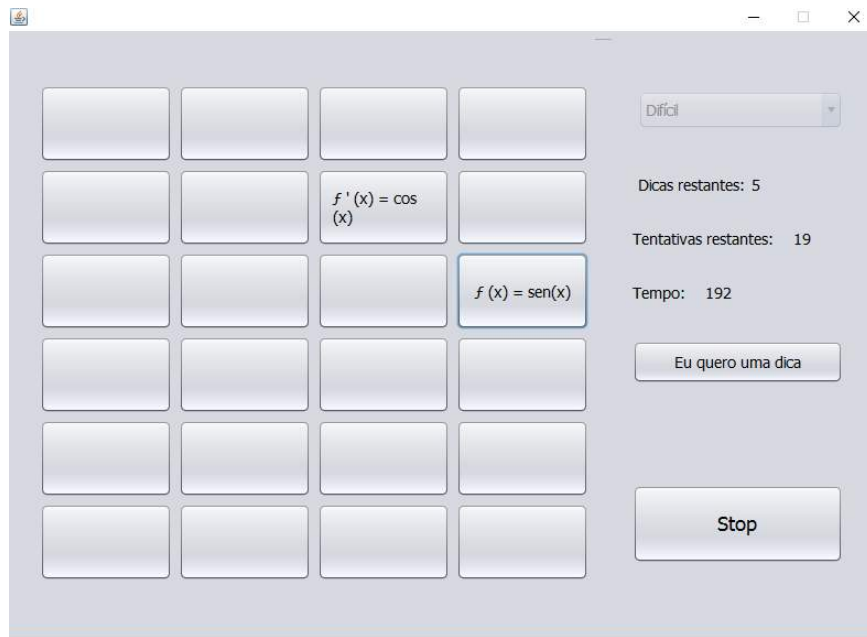 Difícil
ƒ ' (x) = cos
(x)
Dicas restantes: 5
Tentativas restantes: 19
ƒ (x) = sen(x)
Tempo: 192
Eu quero uma dica
Stop